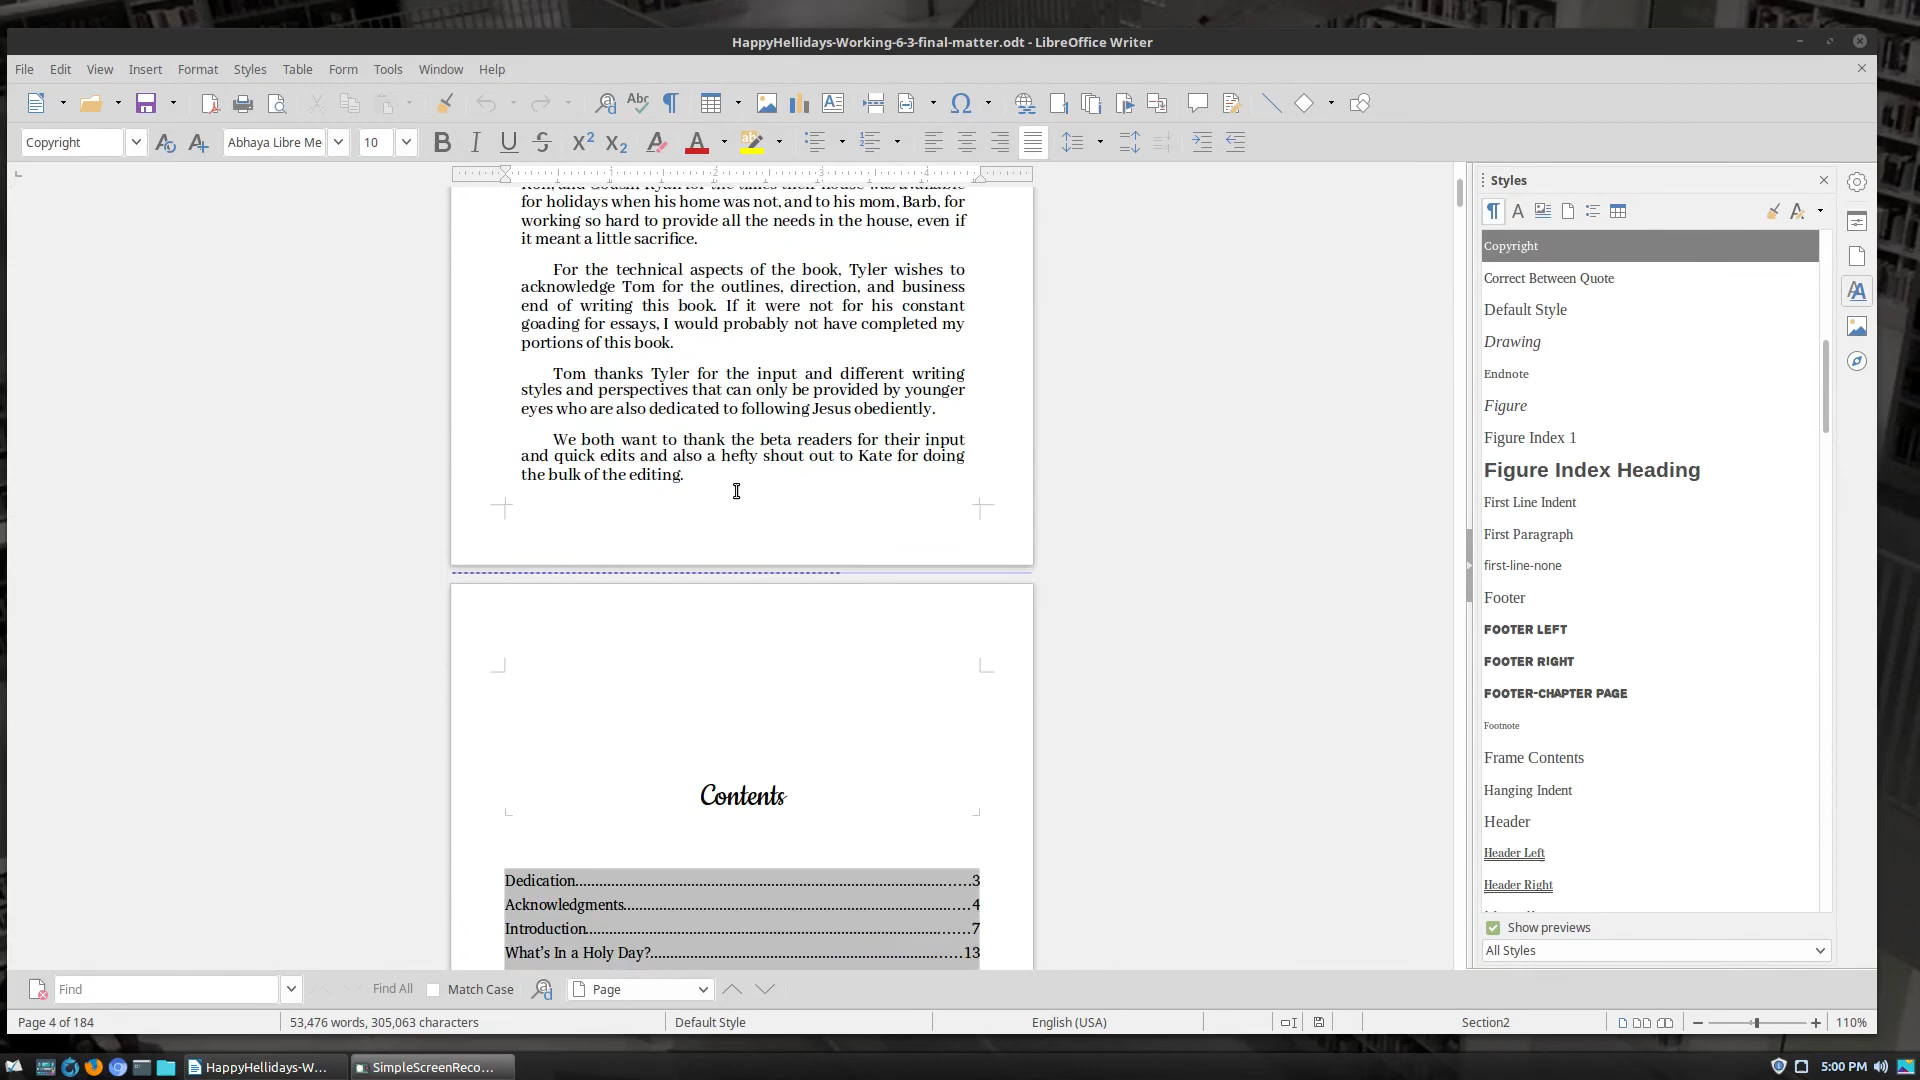 HappyHellidays-Working-6-3-final-matter.odt - LibreOffice Writer
File Edit View Insert Format Styles Table Form Tools Window Help
Copyright Abhaya Libre Me 10
for holidays when his home was not, and to his mom, Barb, for
working so hard to provide all the needs in the house, even if
it meant a little sacrifice.
For the technical aspects of the book, Tyler wishes to
acknowledge Tom for the outlines, direction, and business
end of writing this book. If it were not for his constant
goading for essays, I would probably not have completed my
portions of this book.
Tom thanks Tyler for the input and different writing
styles and perspectives that can only be provided by younger
eyes who are also dedicated to following Jesus obediently.
We both want to thank the beta readers for their input
and quick edits and also a hefty shout out to Kate for doing
the bulk of the editing.
Contents
Dedication.....3
Acknowledgments.....4
Introduction.....7
What's In a Holy Day?.....13
Styles
Copyright
Correct Between Quote
Default Style
Drawing
Endnote
Figure
Figure Index 1
Figure Index Heading
First Line Indent
First Paragraph
first-line-none
Footer
FOOTER LEFT
FOOTER RIGHT
FOOTER-CHAPTER PAGE
Footnote
Frame Contents
Hanging Indent
Header
Header Left
Header Right
Show previews
All Styles
Find Find All Match Case Page
Page 4 of 184 53,476 words, 305,063 characters Default Style English (USA) Section2 110%
HappyHellidays-W... SimpleScreenReco... 5:00 PM